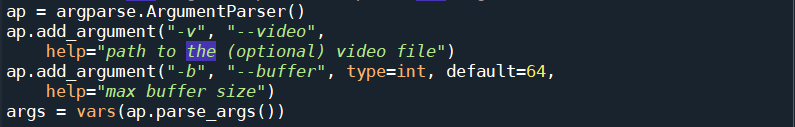 ap = argparse.ArgumentParser()
ap.add_argument("-v", "--video",
    help="path to the (optional) video file")
ap.add_argument("-b", "--buffer", type=int, default=64,
    help="max buffer size")
args = vars(ap.parse_args())